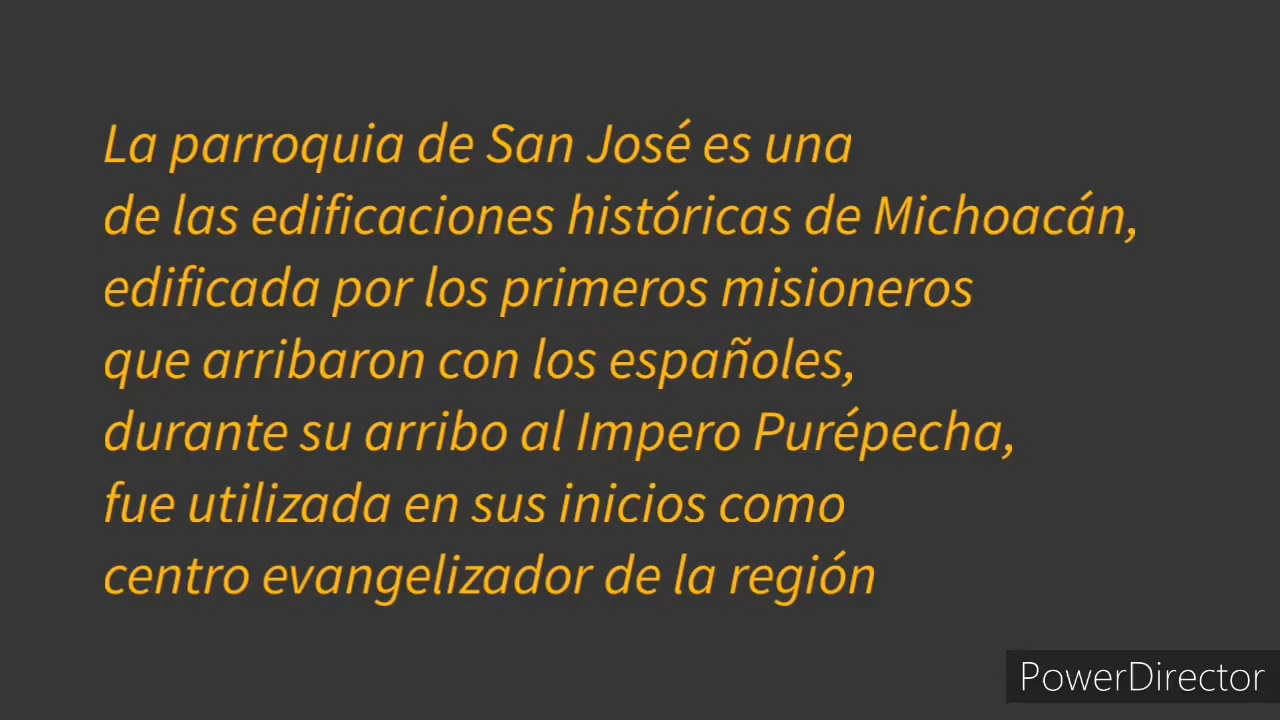 La parroquia de San José es una
de las edificaciones históricas de Michoacán,
edificada por los primeros misioneros
que arribaron con los españoles,
durante su arribo al Impero Purépecha,
fue utilizada en sus inicios como
centro evangelizador de la región
PowerDirector